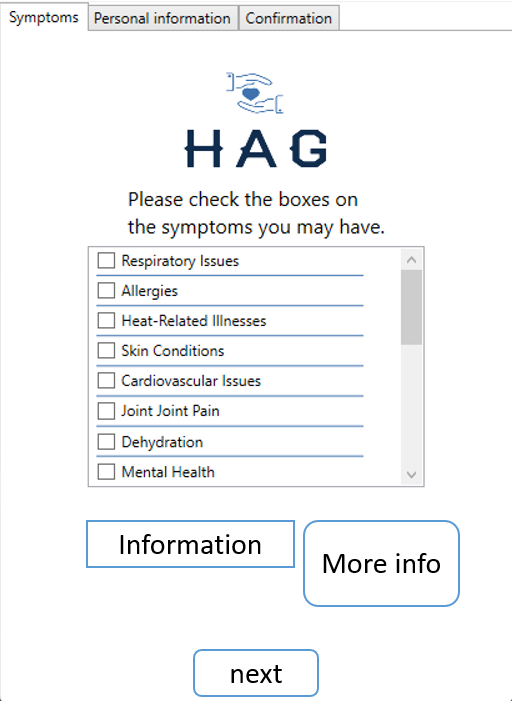 Symptoms Personal information Confirmation
HAG
Please check the boxes on
the symptoms you may have.
Respiratory Issues
Allergies
Heat-Related Illnesses
Skin Conditions
Cardiovascular Issues
Joint Joint Pain
Dehydration
Mental Health
Information
More info
next